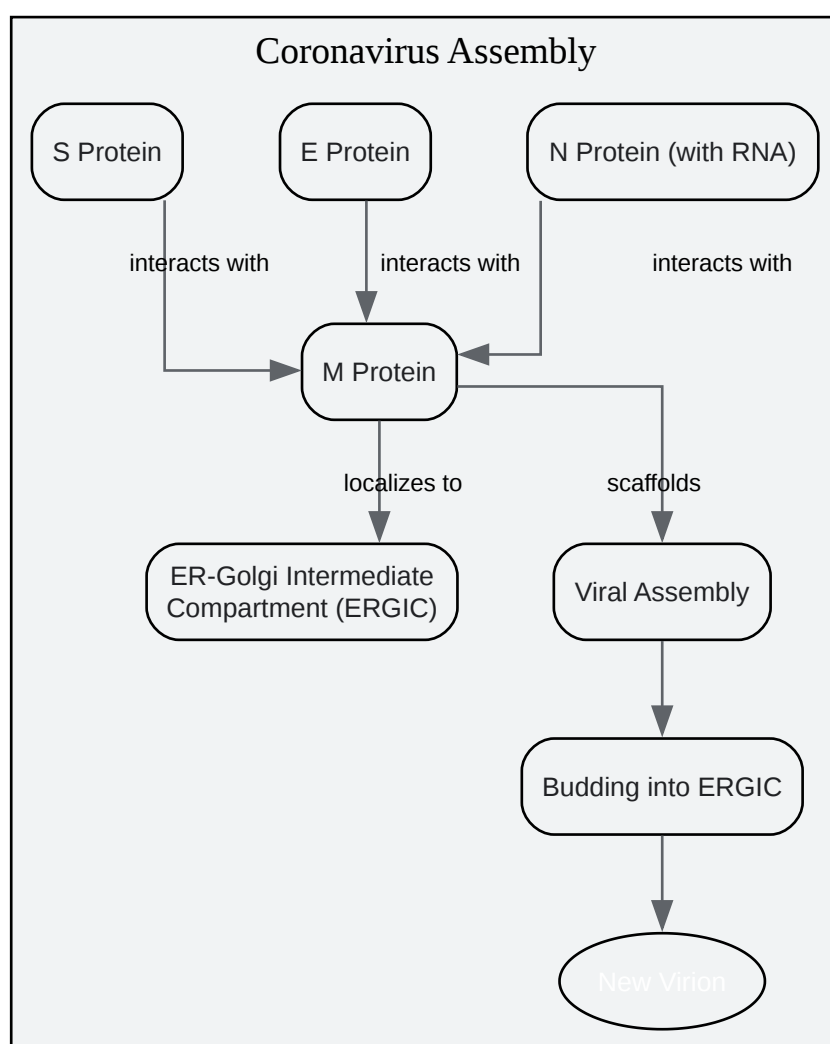 Coronavirus Assembly
S Protein
E Protein
N Protein (with RNA)
interacts with
interacts with
interacts with
M Protein
localizes to
scaffolds
ER-Golgi Intermediate
Compartment (ERGIC)
Viral Assembly
Budding into ERGIC
New Virion